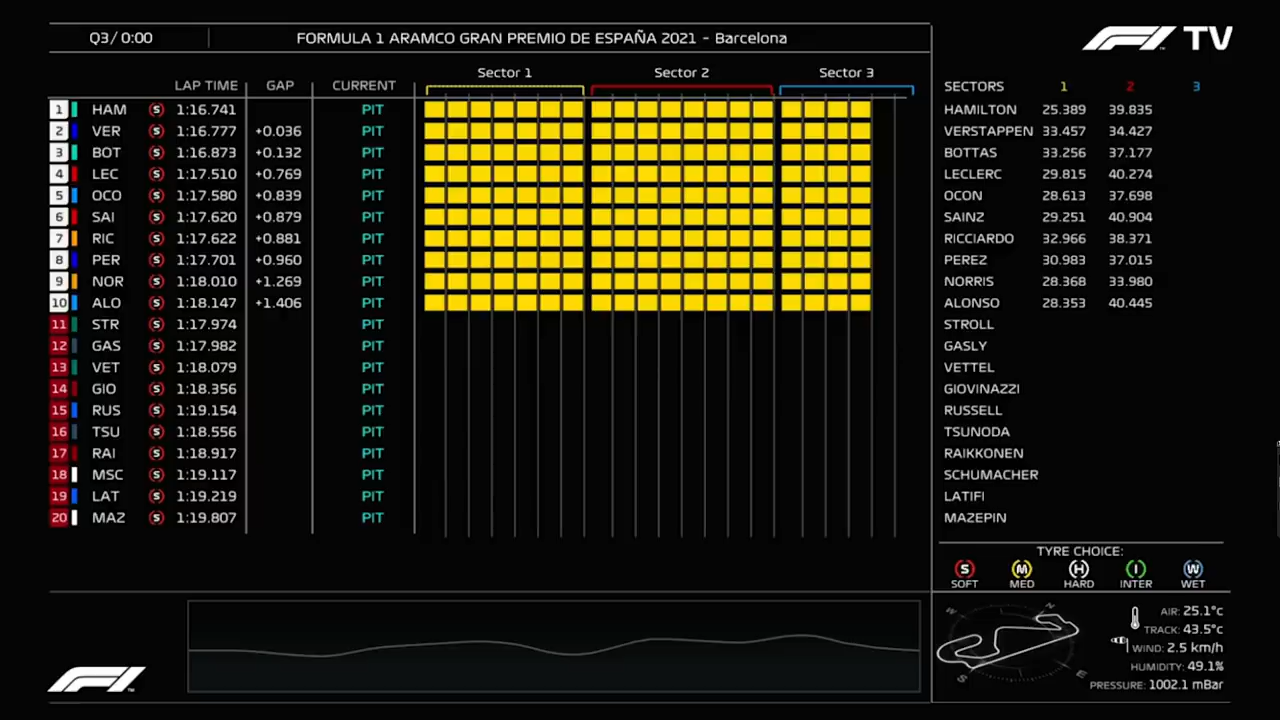 Q3/ 0:00 FORMULA 1 ARAMCO GRAN PREMIO DE ESPAÑA 2021 - Barcelona
F1 TV
LAP TIME GAP CURRENT Sector 1 Sector 2 Sector 3
1 HAM S 1:16.741 PIT
2 VER S 1:16.777 +0.036 PIT
3 BOT S 1:16.873 +0.132 PIT
4 LEC S 1:17.510 +0.769 PIT
5 OCO S 1:17.580 +0.839 PIT
6 SAI S 1:17.620 +0.879 PIT
7 RIC S 1:17.622 +0.881 PIT
8 PER S 1:17.701 +0.960 PIT
9 NOR S 1:18.010 +1.269 PIT
10 ALO S 1:18.147 +1.406 PIT
11 STR S 1:17.974 PIT
12 GAS S 1:17.982 PIT
13 VET S 1:18.079 PIT
14 GIO S 1:18.356 PIT
15 RUS S 1:19.154 PIT
16 TSU S 1:18.556 PIT
17 RAI S 1:18.917 PIT
18 MSC S 1:19.117 PIT
19 LAT S 1:19.219 PIT
20 MAZ S 1:19.807 PIT
SECTORS 1 2 3
HAMILTON 25.389 39.835
VERSTAPPEN 33.457 34.427
BOTTAS 33.256 37.177
LECLERC 29.815 40.274
OCON 28.613 37.698
SAINZ 29.251 40.904
RICCIARDO 32.966 38.371
PEREZ 30.983 37.015
NORRIS 28.368 33.980
ALONSO 28.353 40.445
STROLL
GASLY
VETTEL
GIOVINAZZI
RUSSELL
TSUNODA
RAIKKONEN
SCHUMACHER
LATIFI
MAZEPIN
TYRE CHOICE:
S M H I W
SOFT MED HARD INTER WET
W N S E
AIR: 25.1°c
TRACK: 43.5°c
WIND: 2.5 km/h
HUMIDITY: 49.1%
PRESSURE: 1002.1 mBar
F1